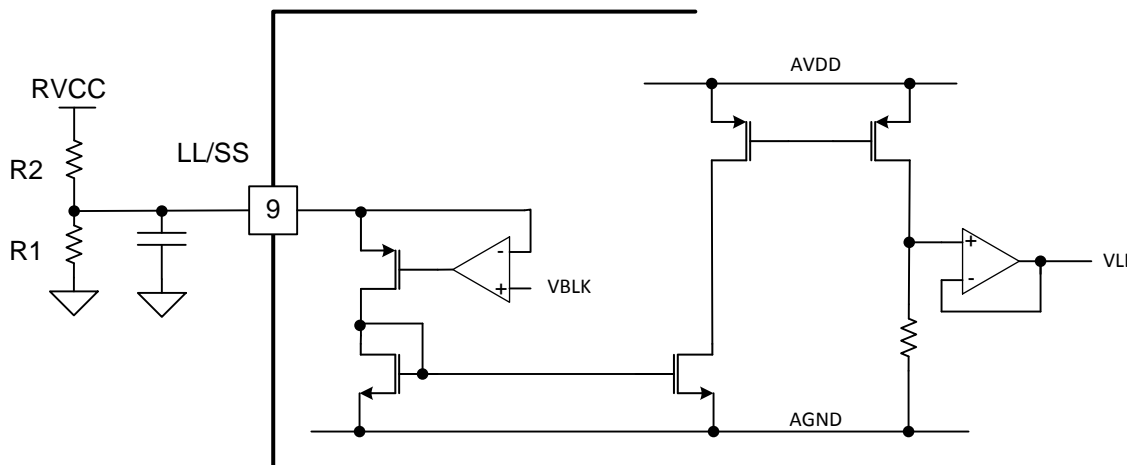 AVDD
RVCC
LL/SS
R2
9
R1
-
+
VBLK
+
-
AGND